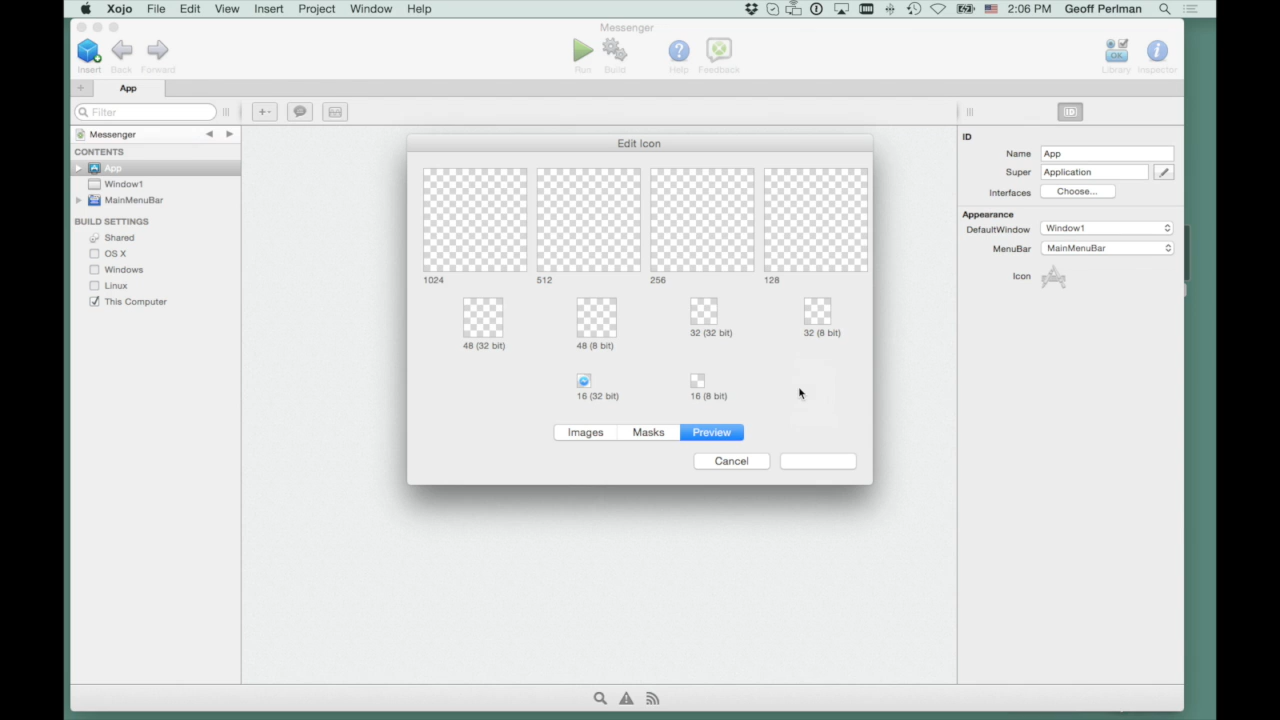 Xojo File Edit View Insert Project Window Help 2:06 PM Geoff Perlman
Messenger
Insert Back Forward Run Build Help Feedback Library Inspector
App
Filter
ID
Messenger
CONTENTS
App
Window1
MainMenuBar
BUILD SETTINGS
Shared
OS X
Windows
Linux
This Computer
Edit Icon
1024 512 256 128
48 (32 bit) 48 (8 bit) 32 (32 bit) 32 (8 bit)
16 (32 bit) 16 (8 bit)
Images Masks Preview
Cancel
ID
Name App
Super Application
Interfaces Choose...
Appearance
DefaultWindow Window1
MenuBar MainMenuBar
Icon